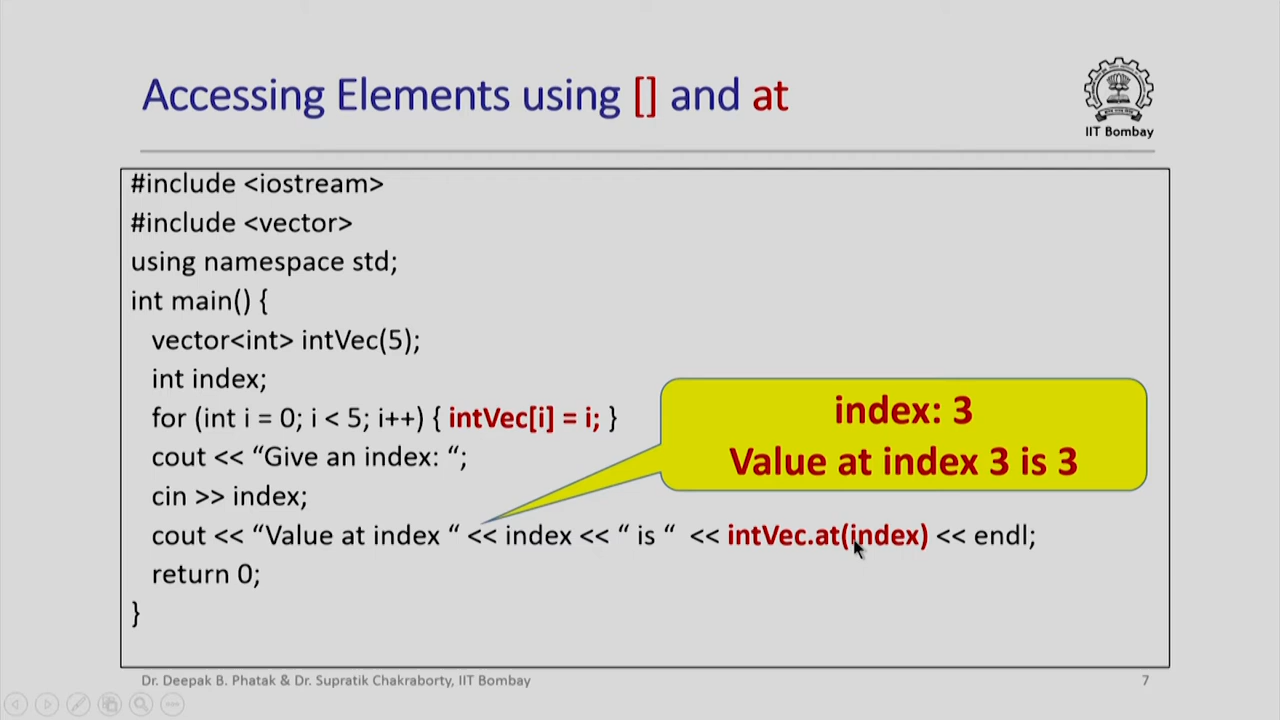 Accessing Elements using [] and at
IIT Bombay
#include <iostream>
#include <vector>
using namespace std;
int main() {
vector<int> intVec(5);
int index;
for (int i = 0; i < 5; i++) { intVec[i] = i; }
cout << “Give an index: “;
cin >> index;
cout << “Value at index “ << index << “ is “ << intVec.at(index) << endl;
return 0;
}
index: 3
Value at index 3 is 3
Dr. Deepak B. Phatak & Dr. Supratik Chakraborty, IIT Bombay
7